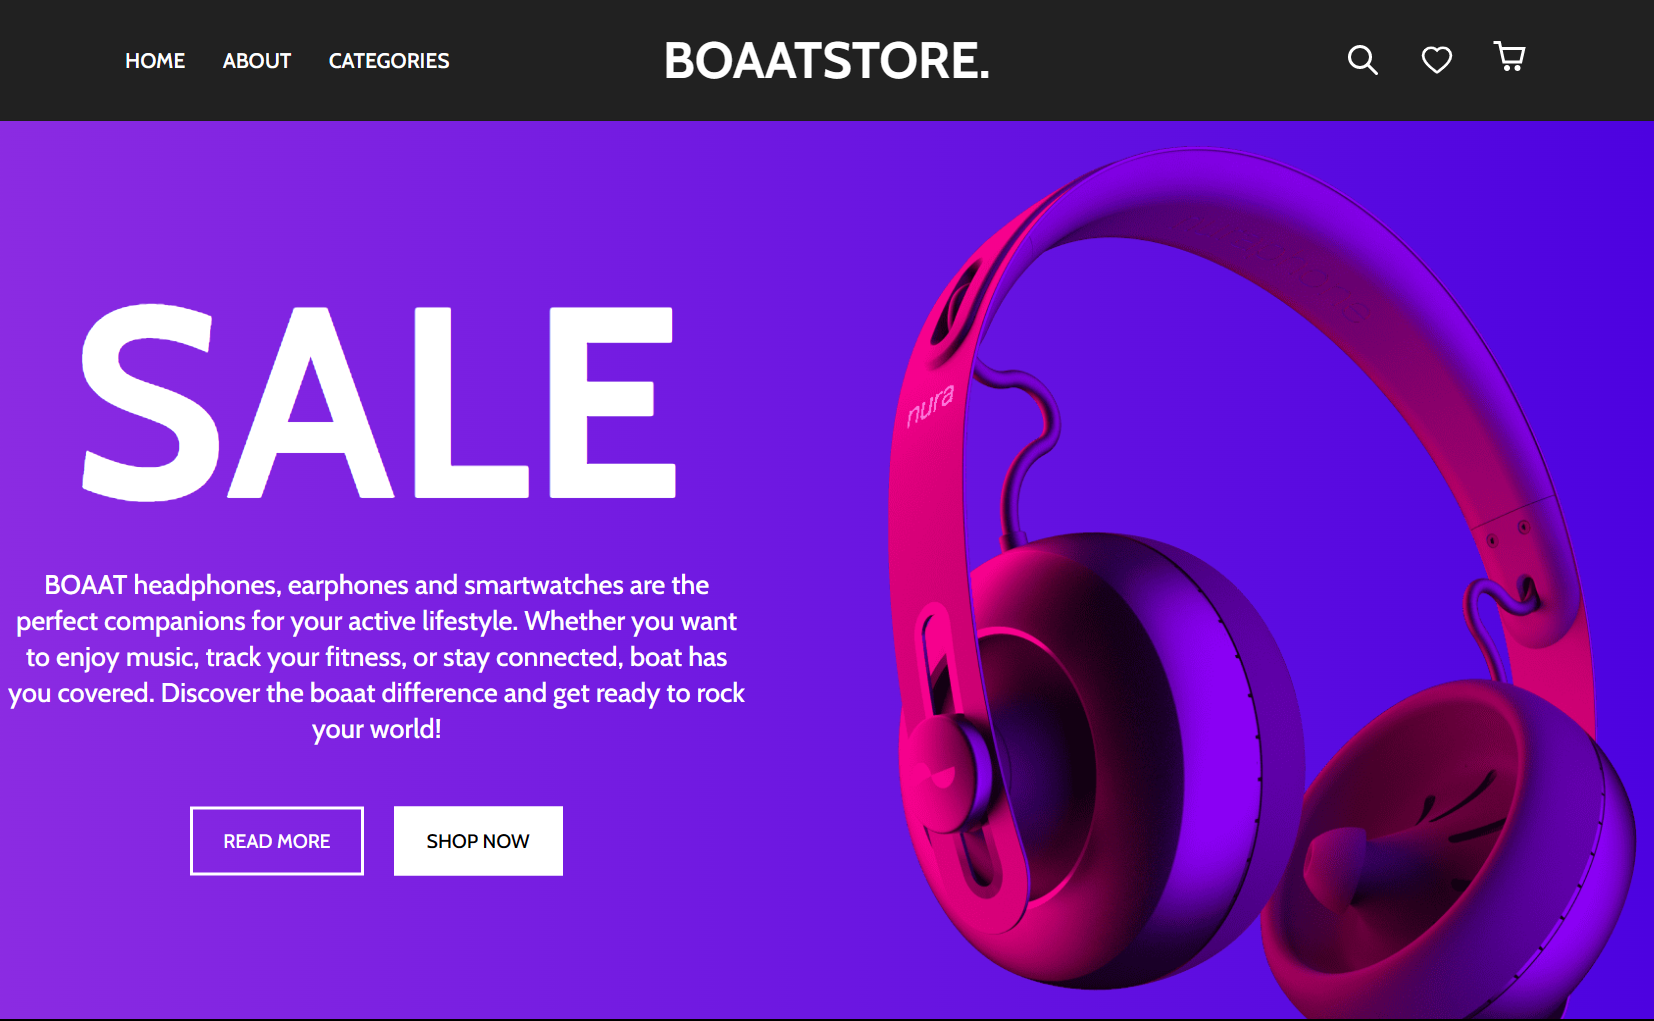 HOME ABOUT CATEGORIES BOAATSTORE.
SALE
nura
BOAAT headphones, earphones and smartwatches are the
perfect companions for your active lifestyle. Whether you want
to enjoy music, track your fitness, or stay connected, boat has
you covered. Discover the boaat difference and get ready to rock
your world!
READ MORE SHOP NOW